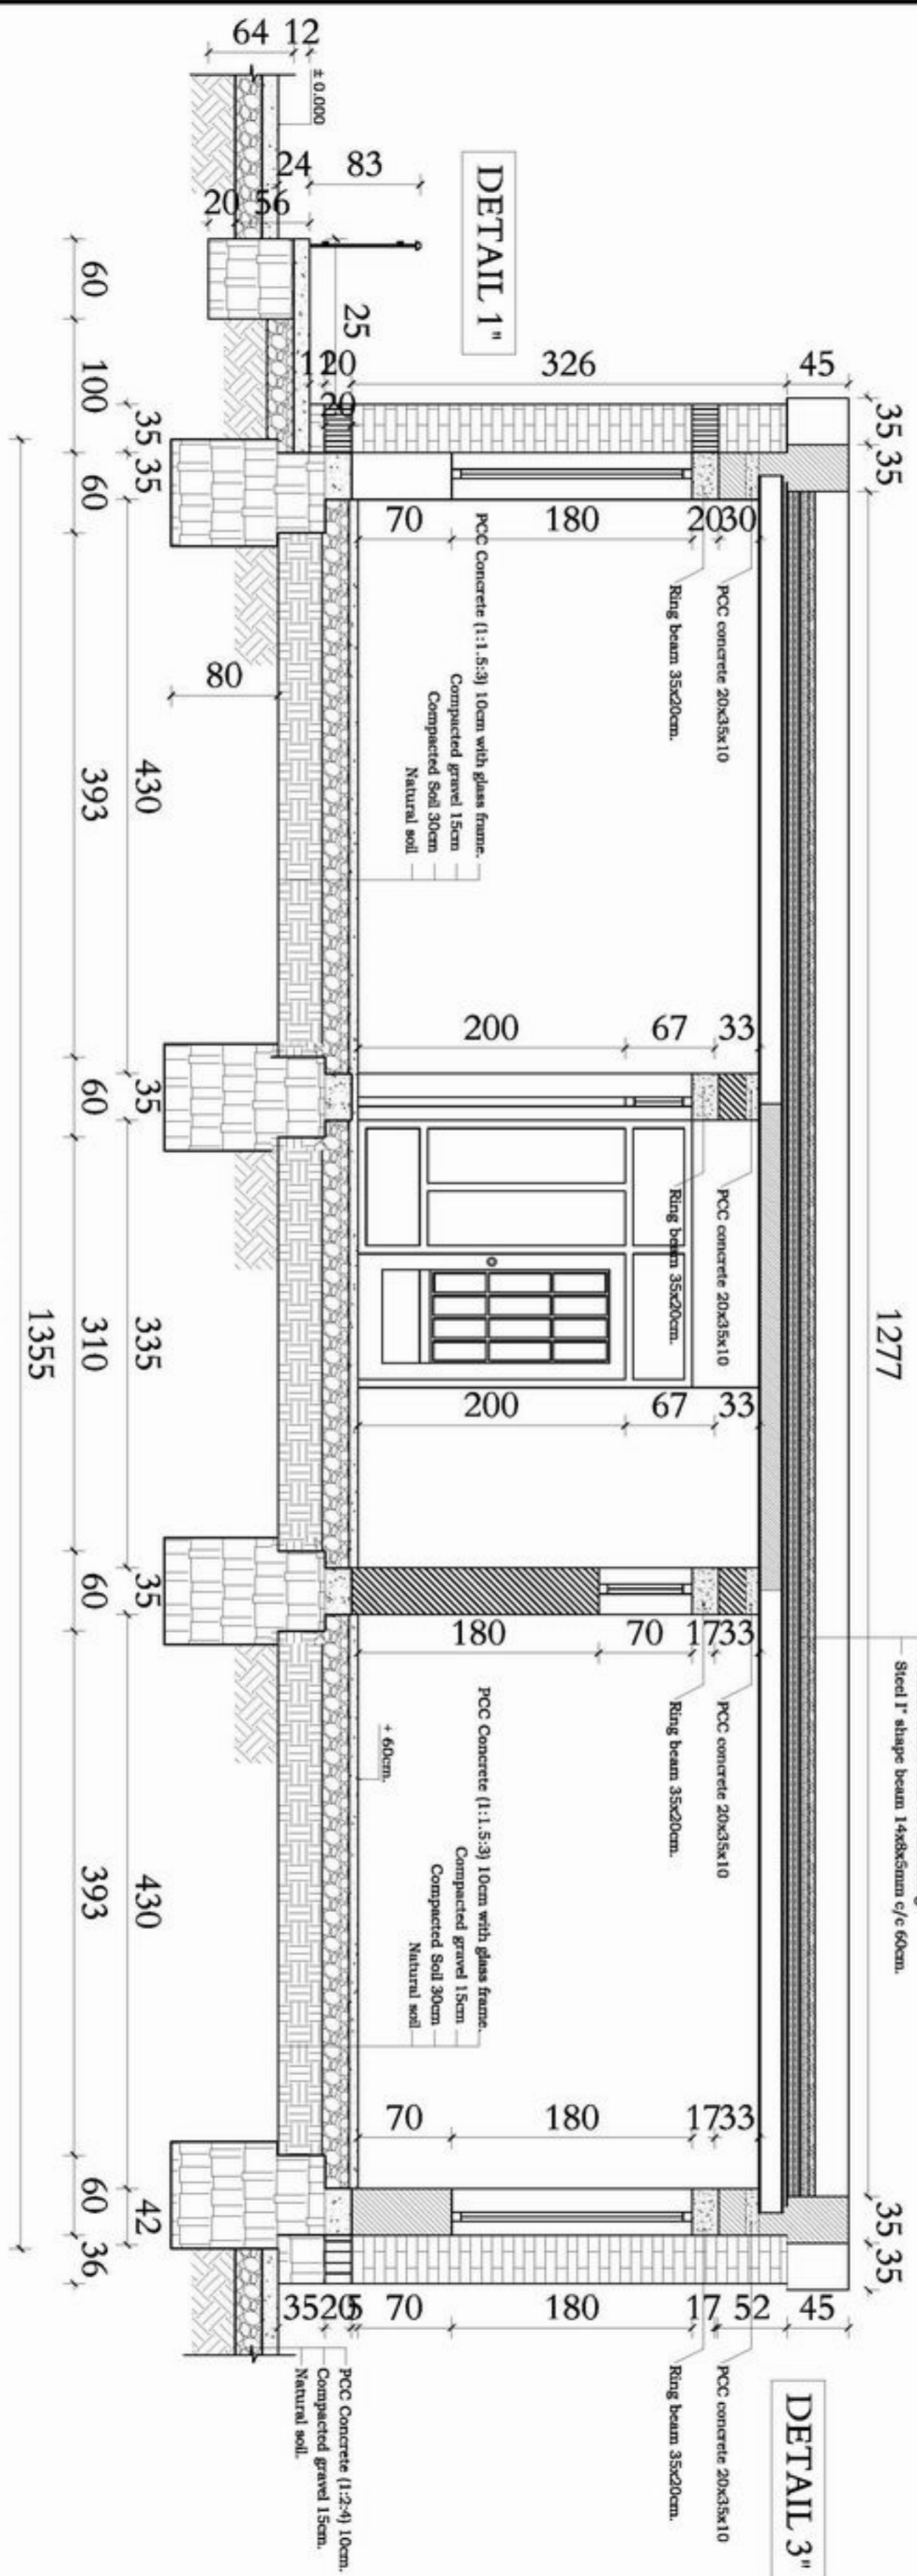 Steel I" shape beam 14x8x5mm c/c 60cm.
35
35
1277
35
35
45
45
DETAIL 1"
DETAIL 3"
326
PCC concrete 20x35x10
PCC concrete 20x35x10
PCC concrete 20x35x10
PCC concrete 20x35x10
Ring beam 35x20cm.
Ring beam 35x20cm.
Ring beam 35x20cm.
Ring beam 35x20cm.
70
180
20
30
200
67
33
200
67
33
180
70
17
33
70
180
17
33
35
20
5
70
180
17
52
45
PCC Concrete (1:1.5:3) 10cm with glass frame.
Compacted gravel 15cm
Compacted Soil 30cm
Natural soil
PCC Concrete (1:1.5:3) 10cm with glass frame.
Compacted gravel 15cm
Compacted Soil 30cm
Natural soil
+ 60cm.
PCC Concrete (1:2:4) 10cm.
Compacted gravel 15cm.
Natural soil.
± 0.000
64
12
24
83
20
56
25
12
20
20
80
35
35
430
35
335
35
430
42
60
100
60
393
60
310
60
393
60
36
1355